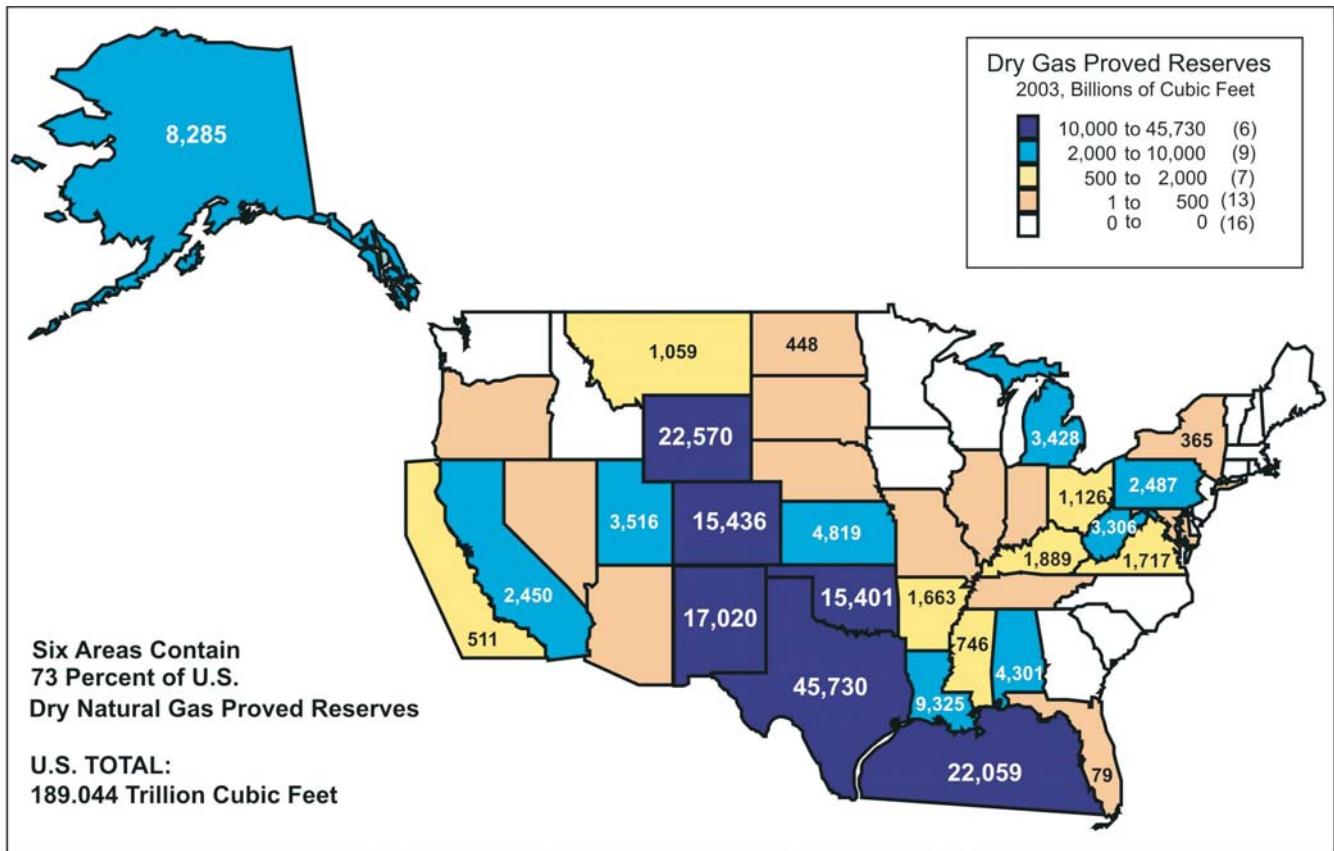 Dry Gas Proved Reserves
2003, Billions of Cubic Feet
10,000 to 45,730 (6)
2,000 to 10,000 (9)
500 to 2,000 (7)
1 to 500 (13)
0 to 0 (16)
8,285
1,059
448
22,570
3,428
365
3,516
15,436
4,819
1,126
2,487
3,306
2,450
1,889
1,717
17,020
15,401
1,663
511
746
45,730
9,325
4,301
22,059
79
Six Areas Contain
73 Percent of U.S.
Dry Natural Gas Proved Reserves
U.S. TOTAL:
189.044 Trillion Cubic Feet